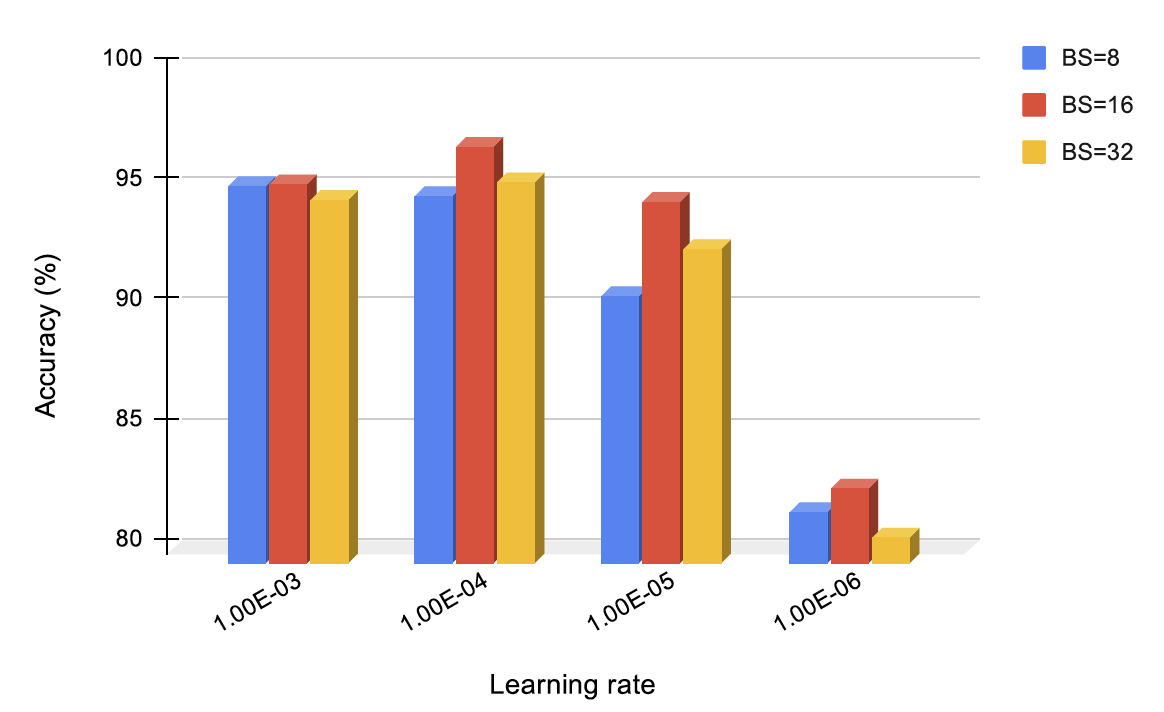 100
95
90
85
80
Accuracy (%)
1.00E-03
1.00E-04
1.00E-05
1.00E-06
Learning rate
BS=8
BS=16
BS=32